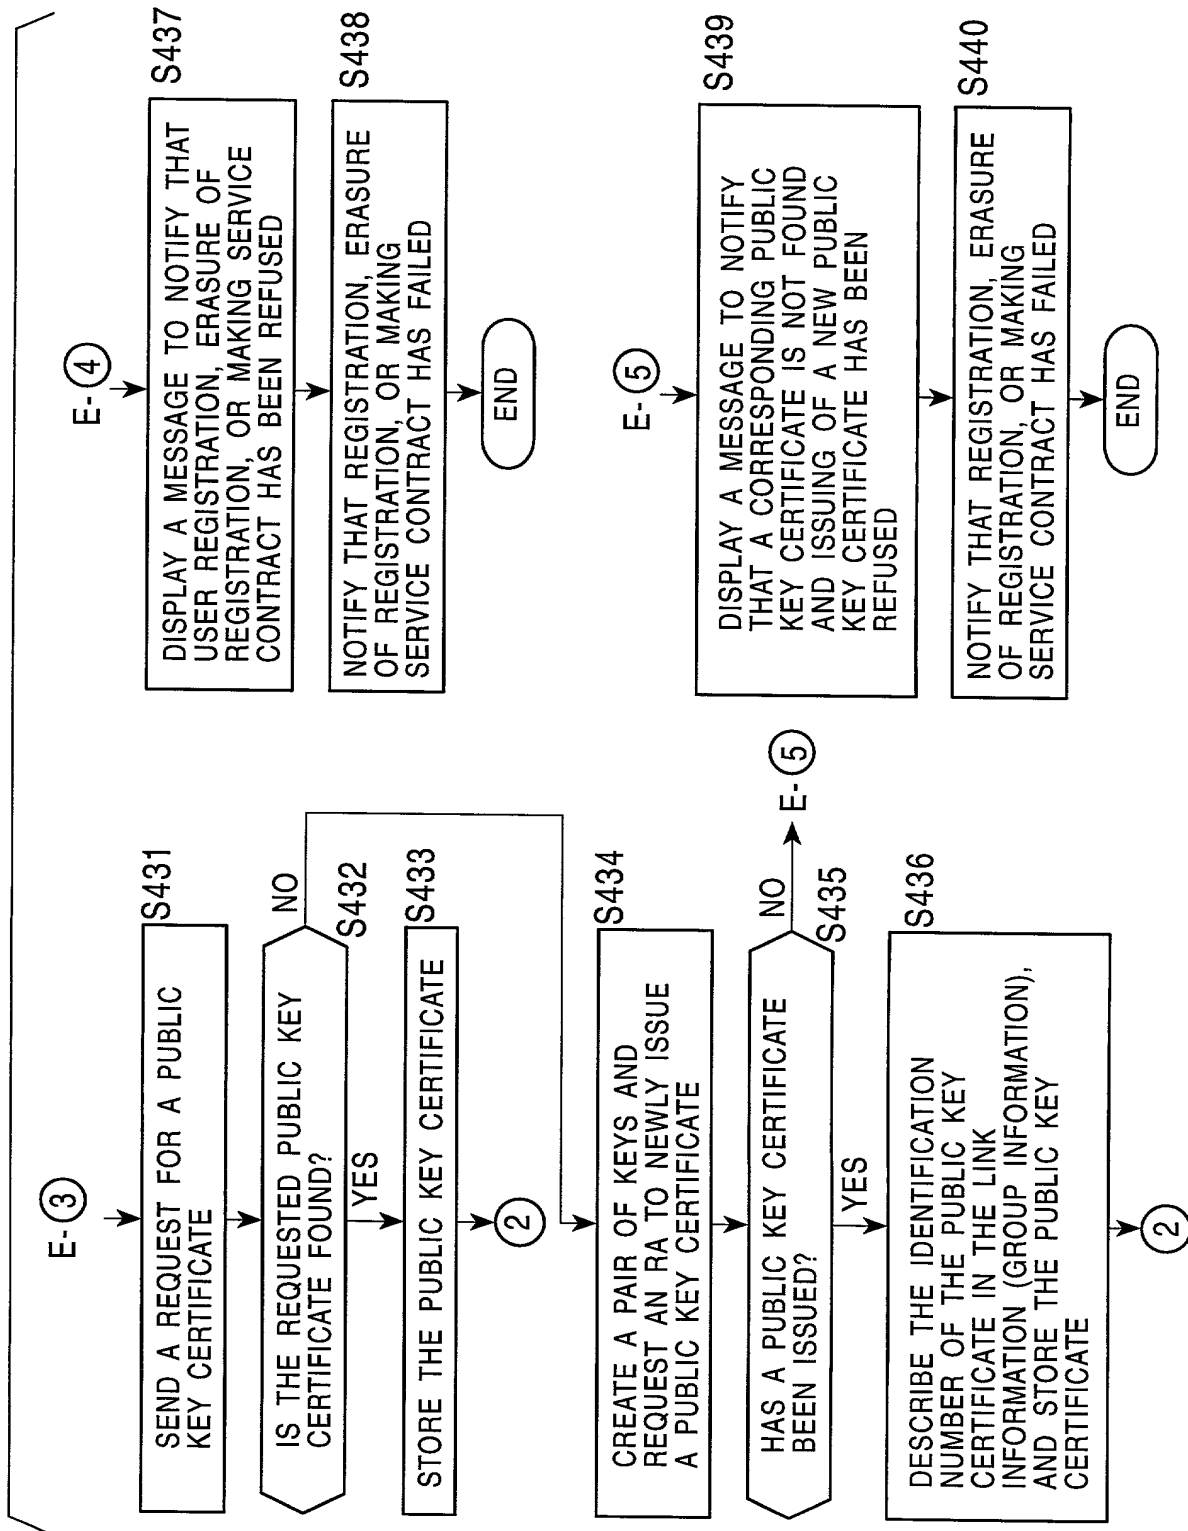 E-3
SEND A REQUEST FOR A PUBLIC
KEY CERTIFICATE
S431
IS THE REQUESTED PUBLIC KEY
CERTIFICATE FOUND?
NO
S432
YES
STORE THE PUBLIC KEY CERTIFICATE
S433
2
CREATE A PAIR OF KEYS AND
REQUEST AN RA TO NEWLY ISSUE
A PUBLIC KEY CERTIFICATE
S434
HAS A PUBLIC KEY CERTIFICATE
BEEN ISSUED?
NO
E-5
S435
YES
DESCRIBE THE IDENTIFICATION
NUMBER OF THE PUBLIC KEY
CERTIFICATE IN THE LINK
INFORMATION (GROUP INFORMATION),
AND STORE THE PUBLIC KEY
CERTIFICATE
S436
2
E-4
DISPLAY A MESSAGE TO NOTIFY THAT
USER REGISTRATION, ERASURE OF
REGISTRATION, OR MAKING SERVICE
CONTRACT HAS BEEN REFUSED
S437
NOTIFY THAT REGISTRATION, ERASURE
OF REGISTRATION, OR MAKING
SERVICE CONTRACT HAS FAILED
S438
END
E-5
DISPLAY A MESSAGE TO NOTIFY
THAT A CORRESPONDING PUBLIC
KEY CERTIFICATE IS NOT FOUND
AND ISSUING OF A NEW PUBLIC
KEY CERTIFICATE HAS BEEN
REFUSED
S439
NOTIFY THAT REGISTRATION, ERASURE
OF REGISTRATION, OR MAKING
SERVICE CONTRACT HAS FAILED
S440
END